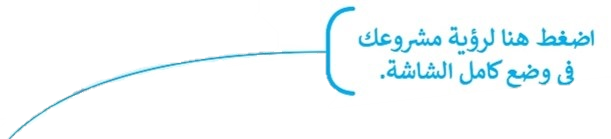 اضغط هنا لرؤية مشروعك
في وضع كامل الشاشة.